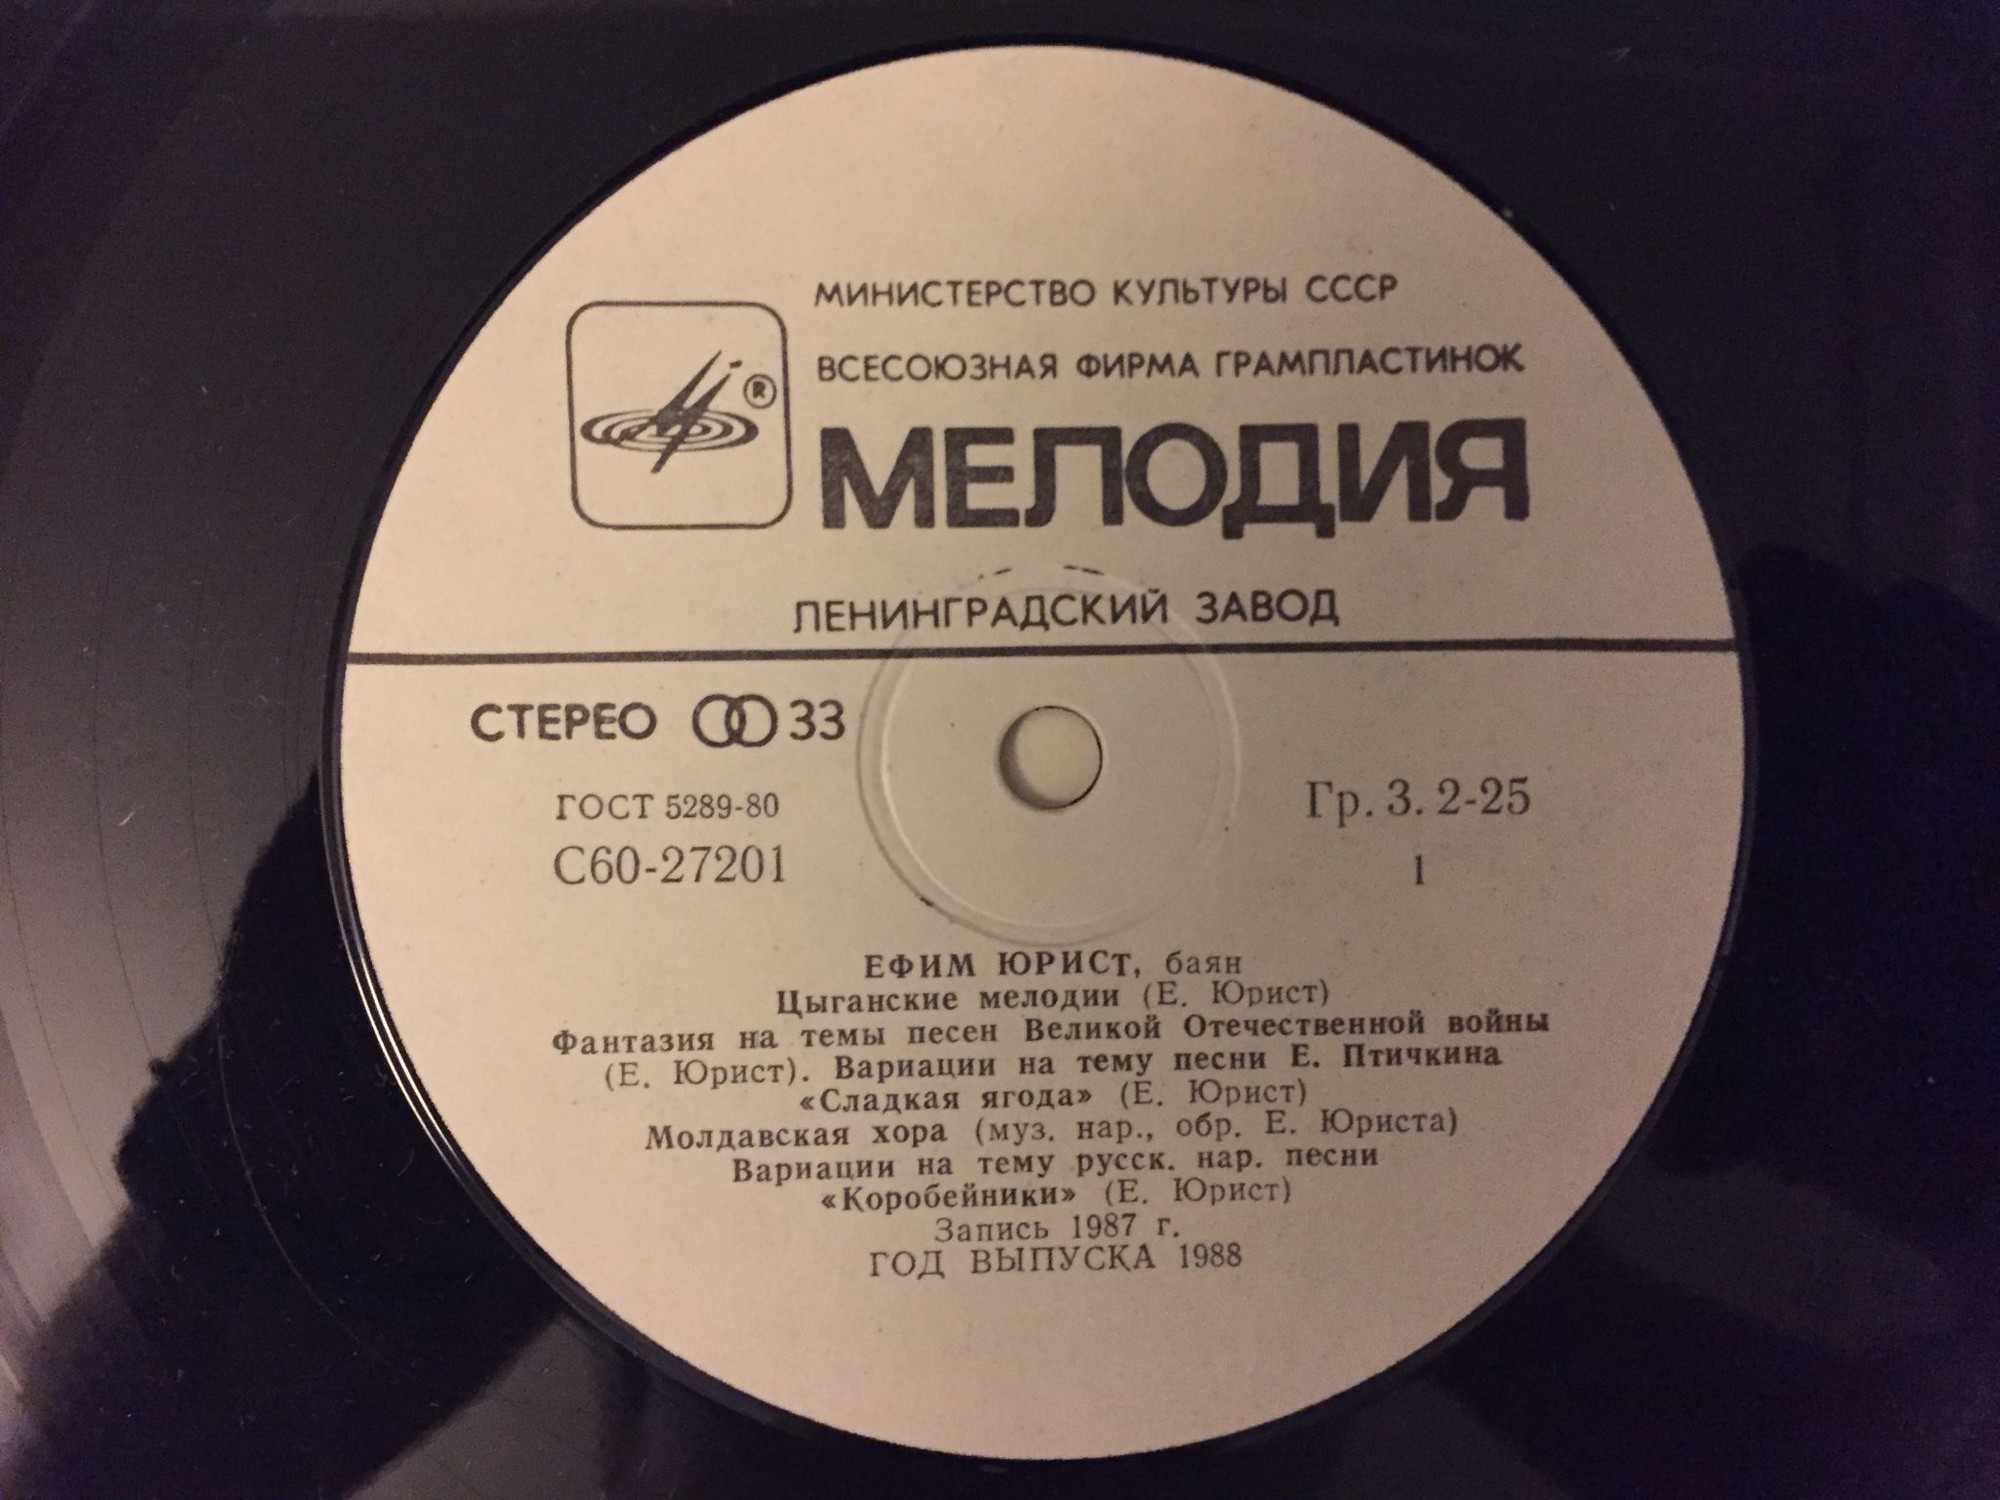 МИНИСТЕРСТВО КУЛЬТУРЫ СССР
ВСЕСОЮЗНАЯ ФИРМА ГРАМПЛАСТИНОК
®
МЕЛОДИЯ
ЛЕНИНГРАДСКИЙ ЗАВОД
СТЕРЕО 33
ГОСТ 5289-80
Гр. 3. 2-25
С60-27201
1
ЕФИМ ЮРИСТ, баян
Цыганские мелодии (Е. Юрист)
Фантазия на темы песен Великой Отечественной войны
(Е. Юрист). Вариации на тему песни Е. Птичкина
«Сладкая ягода» (Е. Юрист)
Молдавская хора (муз. нар., обр. Е. Юриста)
Вариации на тему русск. нар. песни
«Коробейники» (Е. Юрист)
Запись 1987 г.
ГОД ВЫПУСКА 1988